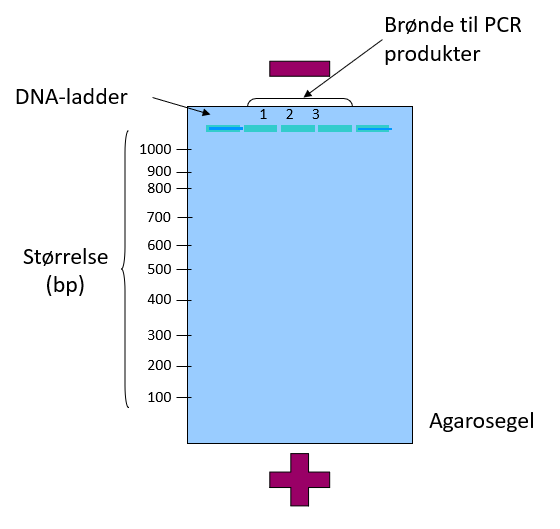 Brønde til PCR
produkter
DNA-ladder
1 2 3
1000
900
800
700
600
500
400
300
200
100
Størrelse
(bp)
Agarosegel